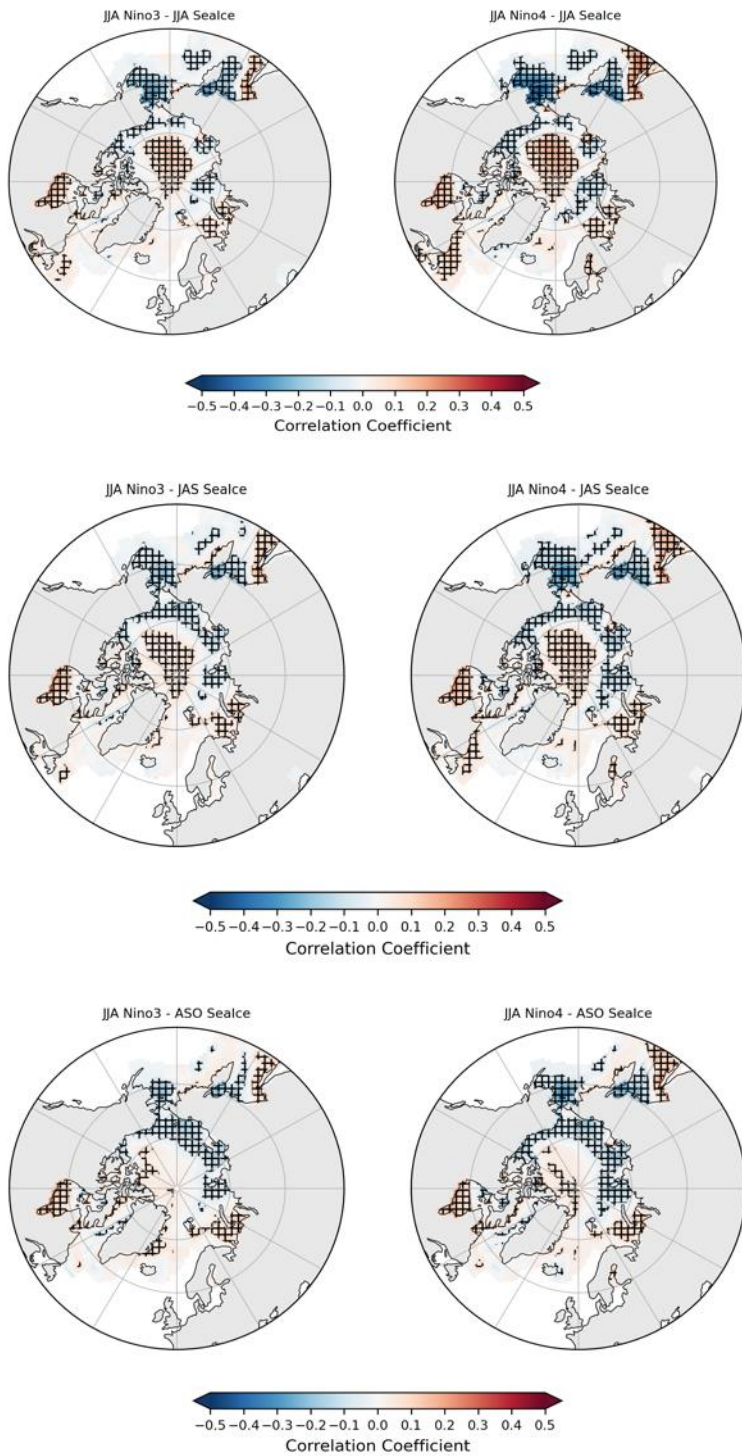 JJA Nino3 - JJA SeaIce
JJA Nino4 - JJA SeaIce
−0.5 −0.4 −0.3 −0.2 −0.1 0.0 0.1 0.2 0.3 0.4 0.5
Correlation Coefficient
JJA Nino3 - JAS SeaIce
JJA Nino4 - JAS SeaIce
−0.5 −0.4 −0.3 −0.2 −0.1 0.0 0.1 0.2 0.3 0.4 0.5
Correlation Coefficient
JJA Nino3 - ASO SeaIce
JJA Nino4 - ASO SeaIce
−0.5 −0.4 −0.3 −0.2 −0.1 0.0 0.1 0.2 0.3 0.4 0.5
Correlation Coefficient